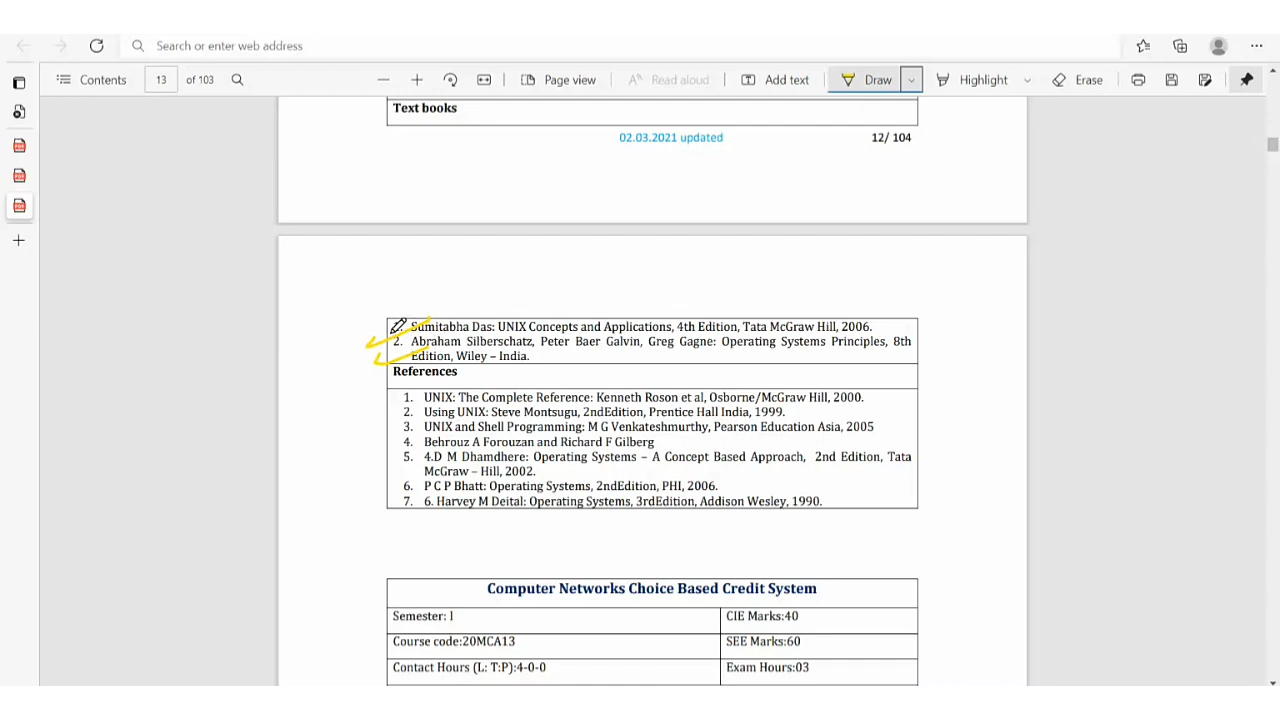 Search or enter web address
Contents 13 of 103 Page view Read aloud Add text Draw Highlight Erase
Text books
02.03.2021 updated 12/ 104
Sumitabha Das: UNIX Concepts and Applications, 4th Edition, Tata McGraw Hill, 2006.
2. Abraham Silberschatz, Peter Baer Galvin, Greg Gagne: Operating Systems Principles, 8th
Edition, Wiley – India.
References
1. UNIX: The Complete Reference: Kenneth Roson et al, Osborne/McGraw Hill, 2000.
2. Using UNIX: Steve Montsugu, 2ndEdition, Prentice Hall India, 1999.
3. UNIX and Shell Programming: M G Venkateshmurthy, Pearson Education Asia, 2005
4. Behrouz A Forouzan and Richard F Gilberg
5. 4.D M Dhamdhere: Operating Systems – A Concept Based Approach, 2nd Edition, Tata
McGraw – Hill, 2002.
6. P C P Bhatt: Operating Systems, 2ndEdition, PHI, 2006.
7. 6. Harvey M Deital: Operating Systems, 3rdEdition, Addison Wesley, 1990.
Computer Networks Choice Based Credit System
Semester: I CIE Marks:40
Course code:20MCA13 SEE Marks:60
Contact Hours (L: T:P):4-0-0 Exam Hours:03